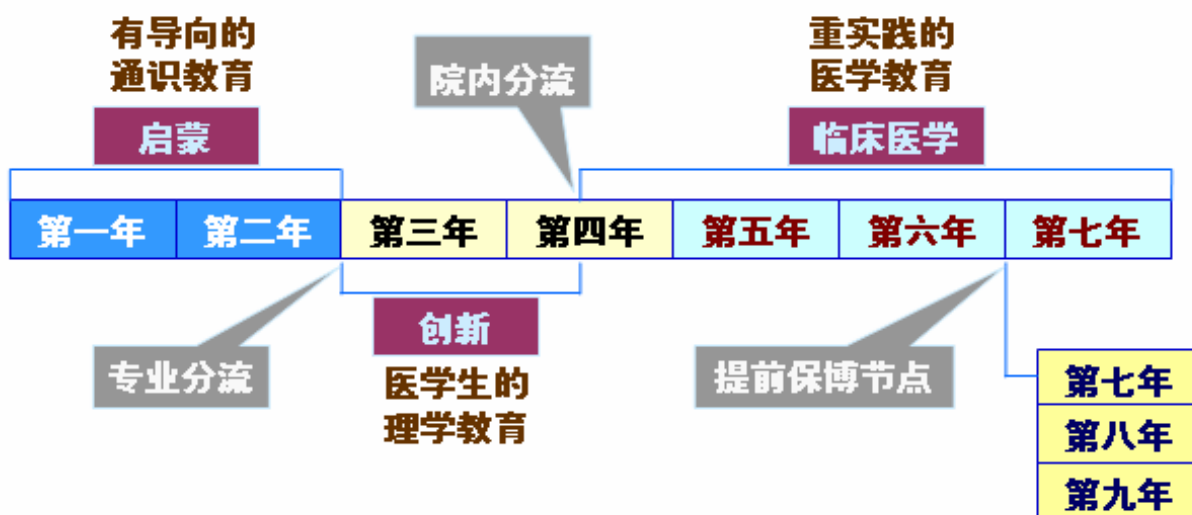 有导向的
通识教育
启蒙
院内分流
重实践的
医学教育
临床医学
第一年 第二年 第三年 第四年 第五年 第六年 第七年
专业分流
创新
医学生的
理学教育
提前保博节点
第七年
第八年
第九年